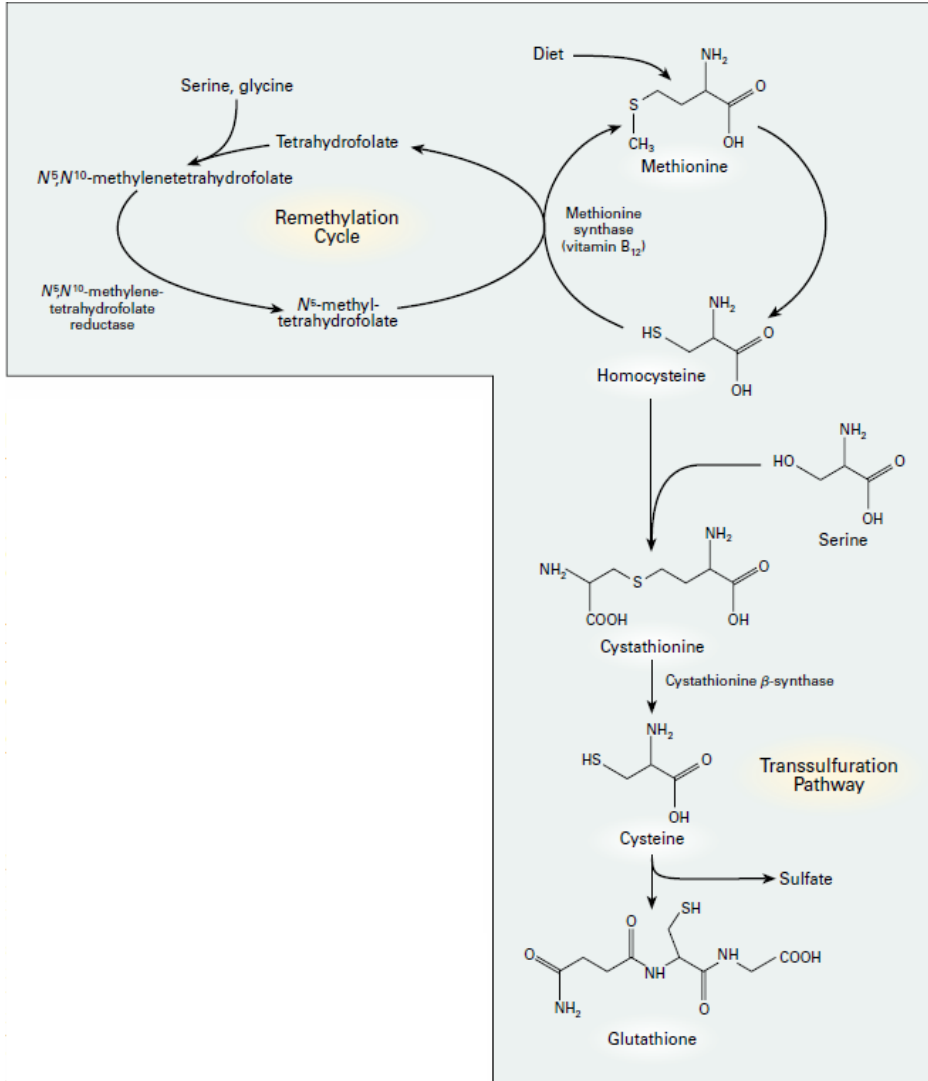 Diet
NH₂
S
O
CH₃
OH
Methionine
Serine, glycine
Tetrahydrofolate
N⁵,N¹⁰-methylenetetrahydrofolate
Remethylation
Cycle
Methionine
synthase
(vitamin B₁₂)
N⁵,N¹⁰-methylene-
tetrahydrofolate
reductase
N⁵-methyl-
tetrahydrofolate
NH₂
HS
O
OH
Homocysteine
NH₂
HO
O
OH
Serine
NH₂
NH₂
S
O
COOH
OH
Cystathionine
Cystathionine β-synthase
NH₂
HS
O
OH
Cysteine
Transsulfuration
Pathway
Sulfate
SH
O
O
NH
COOH
NH
NH₂
O
Glutathione